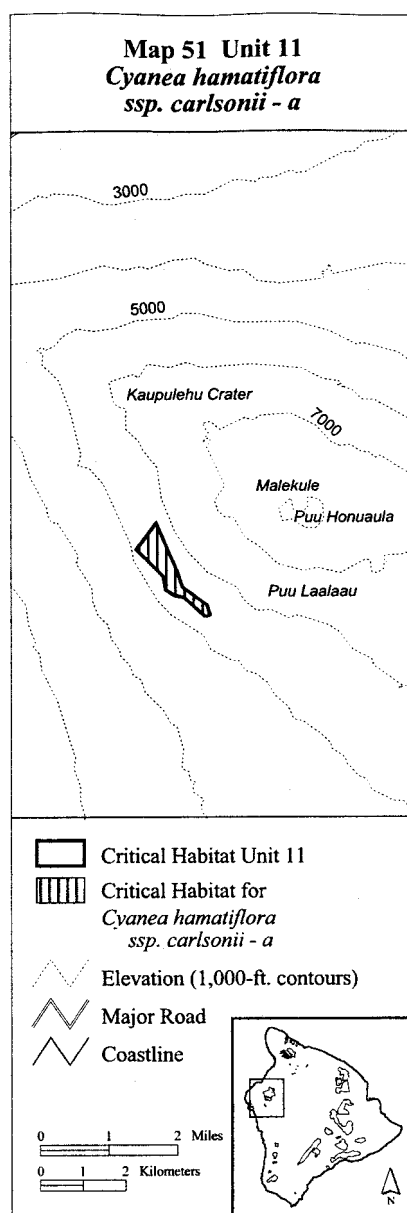 Map 51 Unit 11
Cyanea hamatiflora
ssp. carlsonii - a
3000
5000
Kaupulehu Crater
7000
Malekule
Puu Honuaula
Puu Laalaau
Critical Habitat Unit 11
Critical Habitat for
Cyanea hamatiflora
ssp. carlsonii - a
Elevation (1,000-ft. contours)
Major Road
Coastline
0 1 2 Miles
0 1 2 Kilometers
N